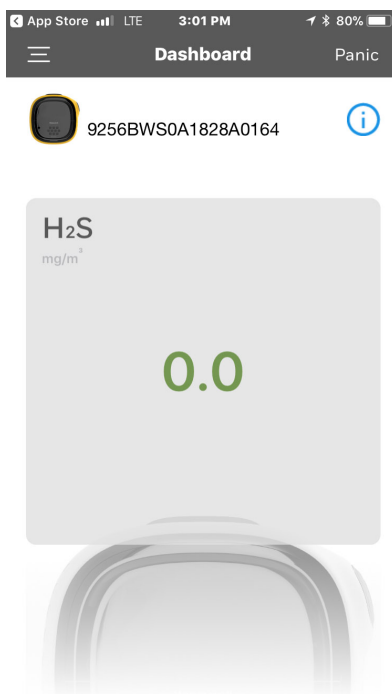 App Store LTE 3:01 PM 80%
Dashboard Panic
9256BWS0A1828A0164
i
H₂S
mg/m³
0.0